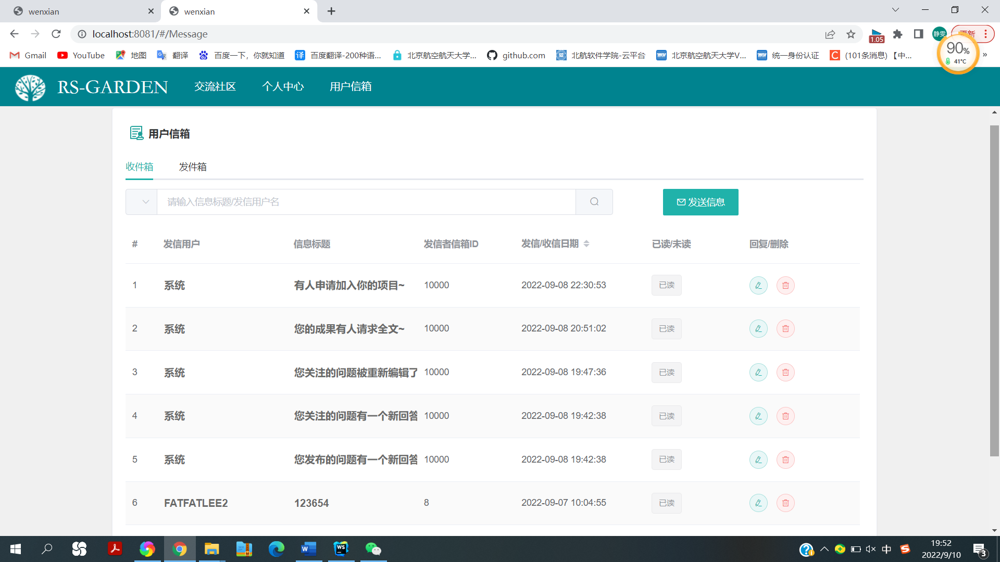 wenxian
wenxian
localhost:8081/#/Message
1.05
静雯
Gmail
YouTube
地图
翻译
百度一下，你就知道
百度翻译-200种语...
北京航空航天大学...
github.com
北航软件学院-云平台
北京航空航天大学V...
统一身份认证
(101条消息) 【中...
»
90%
41°C
RS-GARDEN
交流社区
个人中心
用户信箱
用户信箱
收件箱
发件箱
请输入信息标题/发信用户名
发送信息
# 发信用户 信息标题 发信者信箱ID 发信/收信日期 已读/未读 回复/删除
1 系统 有人申请加入你的项目~ 10000 2022-09-08 22:30:53 已读
2 系统 您的成果有人请求全文~ 10000 2022-09-08 20:51:02 已读
3 系统 您关注的问题被重新编辑了 10000 2022-09-08 19:47:36 已读
4 系统 您关注的问题有一个新回答 10000 2022-09-08 19:42:38 已读
5 系统 您发布的问题有一个新回答 10000 2022-09-08 19:42:38 已读
6 FATFATLEE2 123654 8 2022-09-07 10:04:55 已读
中
19:52
2022/9/10
3